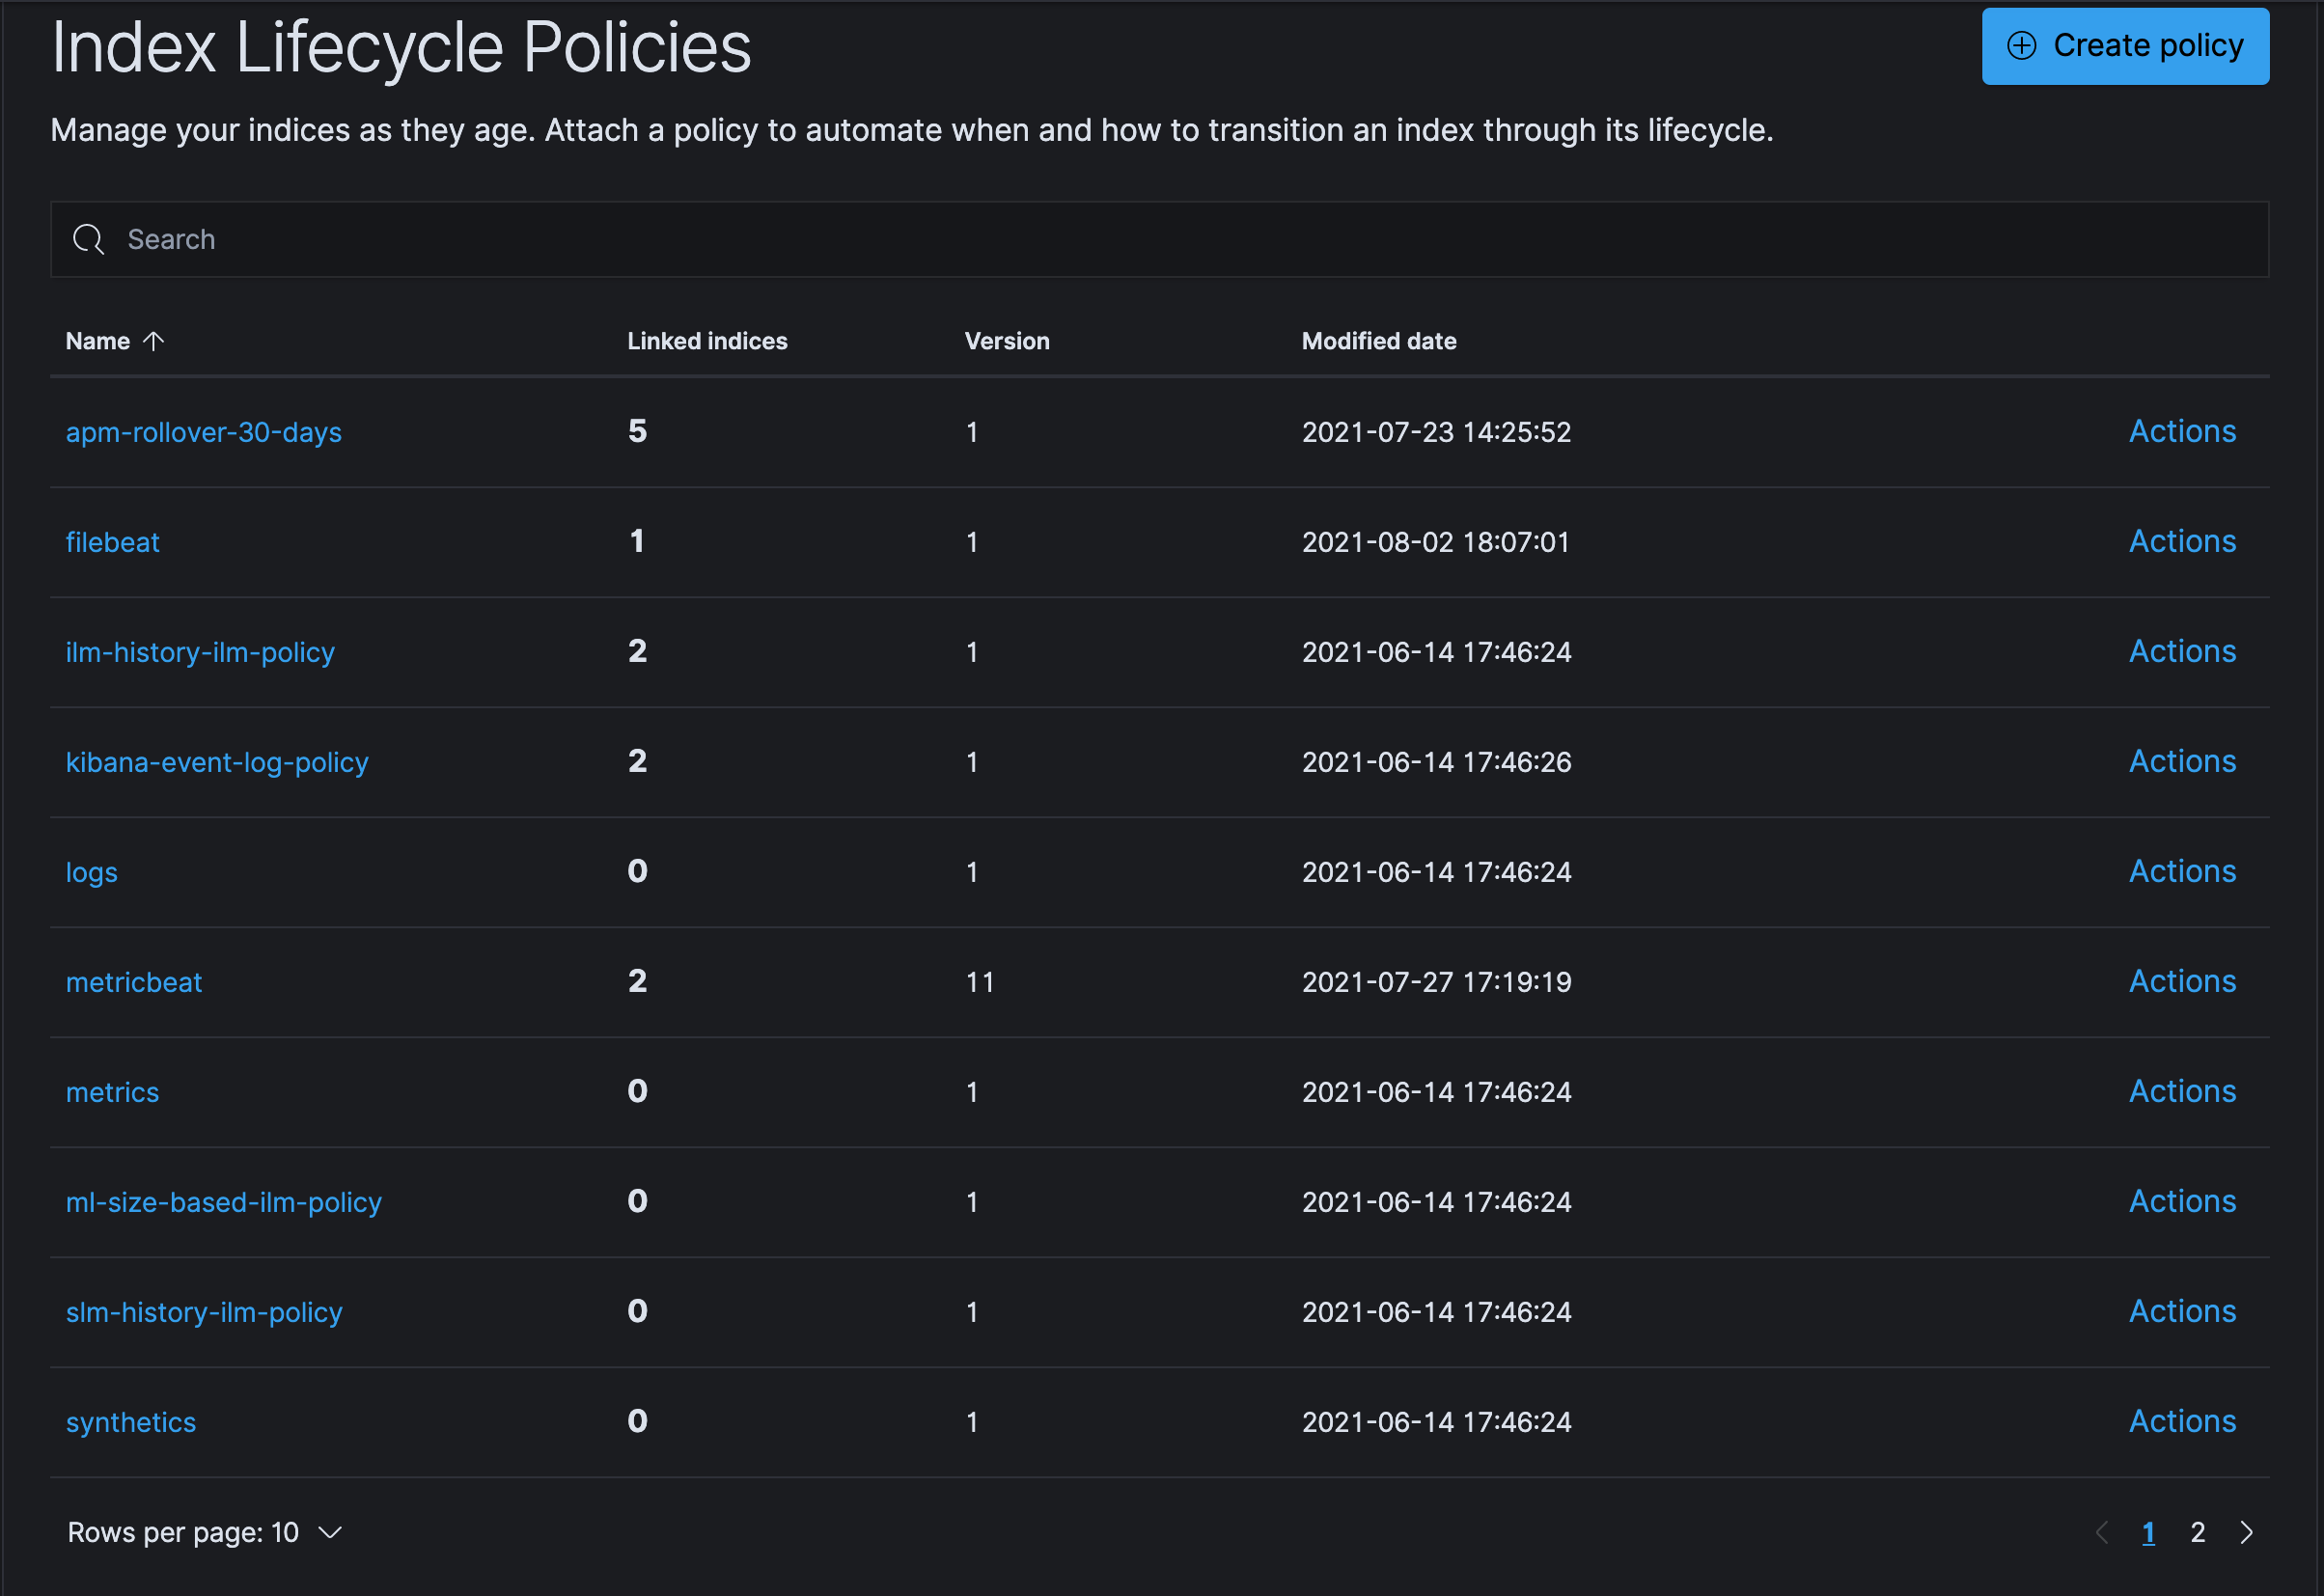 Index Lifecycle Policies
Create policy
Manage your indices as they age. Attach a policy to automate when and how to transition an index through its lifecycle.
Search
Name Linked indices Version Modified date
apm-rollover-30-days 5 1 2021-07-23 14:25:52 Actions
filebeat 1 1 2021-08-02 18:07:01 Actions
ilm-history-ilm-policy 2 1 2021-06-14 17:46:24 Actions
kibana-event-log-policy 2 1 2021-06-14 17:46:26 Actions
logs 0 1 2021-06-14 17:46:24 Actions
metricbeat 2 11 2021-07-27 17:19:19 Actions
metrics 0 1 2021-06-14 17:46:24 Actions
ml-size-based-ilm-policy 0 1 2021-06-14 17:46:24 Actions
slm-history-ilm-policy 0 1 2021-06-14 17:46:24 Actions
synthetics 0 1 2021-06-14 17:46:24 Actions
Rows per page: 10 1 2